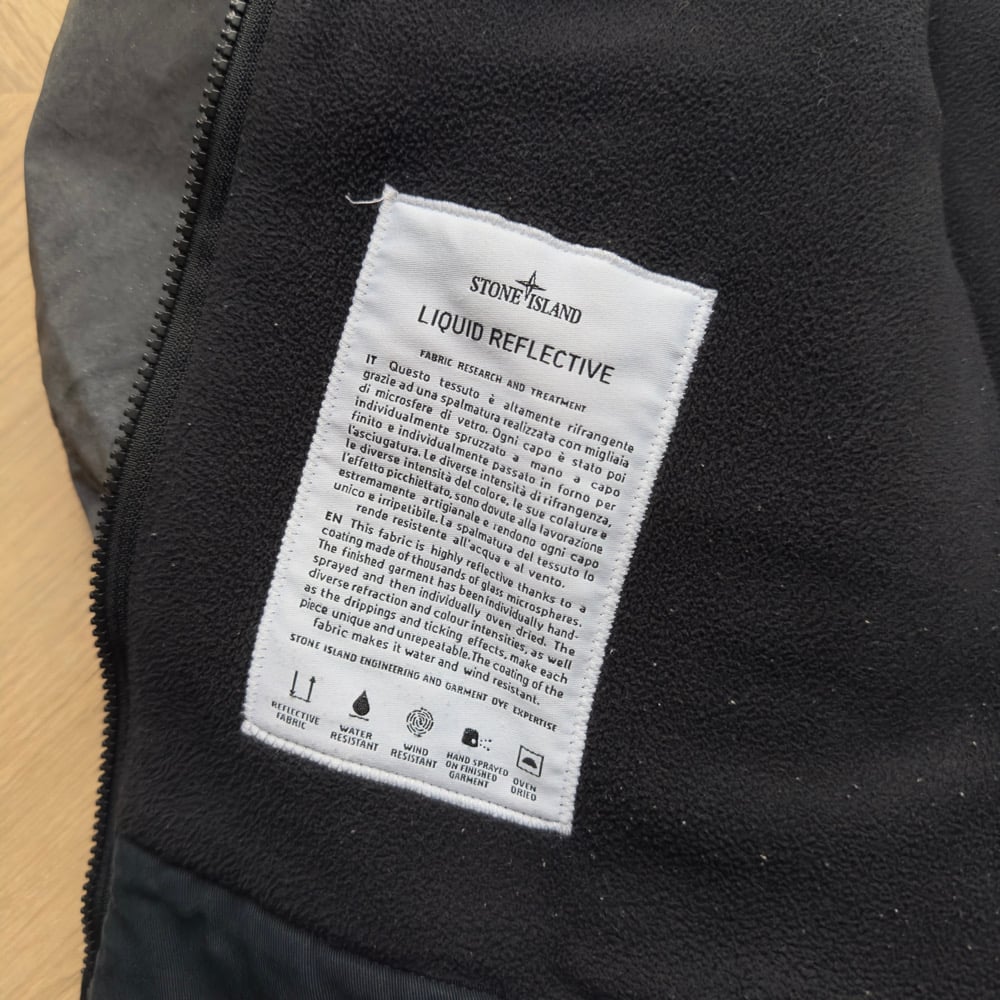 STONE ISLAND
LIQUID REFLECTIVE
FABRIC RESEARCH AND TREATMENT
IT Questo tessuto è altamente rifrangente
grazie ad una spalmatura realizzata con migliaia
di microsfere di vetro. Ogni capo è stato poi
individualmente spruzzato a mano a capo
finito e individualmente passato in forno per
l'asciugatura. Le diverse intensità di rifrangenza,
le diverse intensità del colore, le sue colature e
l'effetto picchiettato, sono dovute alla lavorazione
estremamente artigianale e rendono ogni capo
unico e irripetibile. La spalmatura del tessuto lo
rende resistente all'acqua e al vento.
EN This fabric is highly reflective thanks to a
coating made of thousands of glass microspheres.
The finished garment has been individually hand-
sprayed and then individually oven dried. The
diverse refraction and colour intensities, as well
as the drippings and ticking effects, make each
piece unique and unrepeatable. The coating of the
fabric makes it water and wind resistant.
STONE ISLAND ENGINEERING AND GARMENT DYE EXPERTISE
REFLECTIVE
FABRIC
WATER
RESISTANT
WIND
RESISTANT
HAND SPRAYED
ON FINISHED
GARMENT
OVEN
DRIED